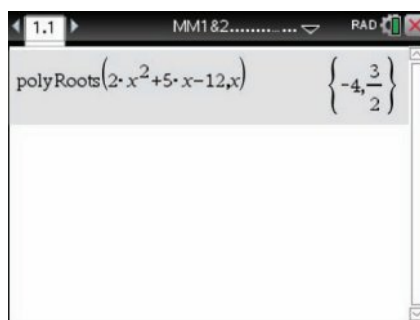 1.1 MM1&2........._... RAD
polyRoots(2·x²+5·x−12,x) {-4,3/2}